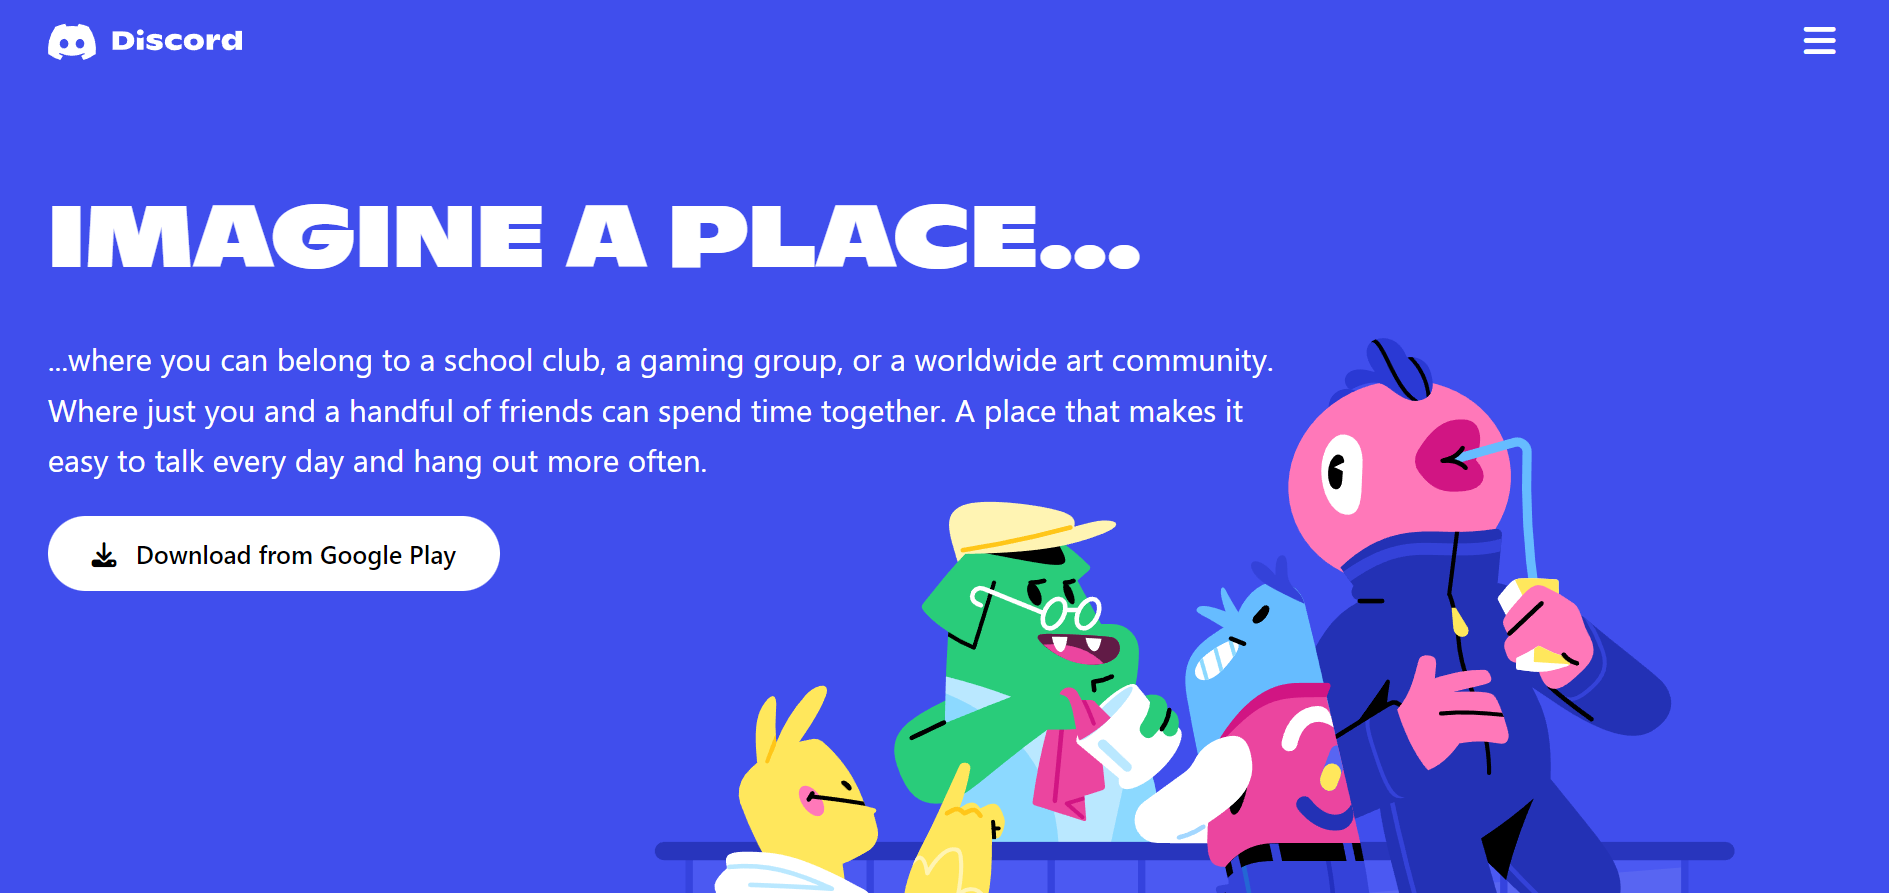 Discord
IMAGINE A PLACE...
...where you can belong to a school club, a gaming group, or a worldwide art community.
Where just you and a handful of friends can spend time together. A place that makes it
easy to talk every day and hang out more often.
Download from Google Play